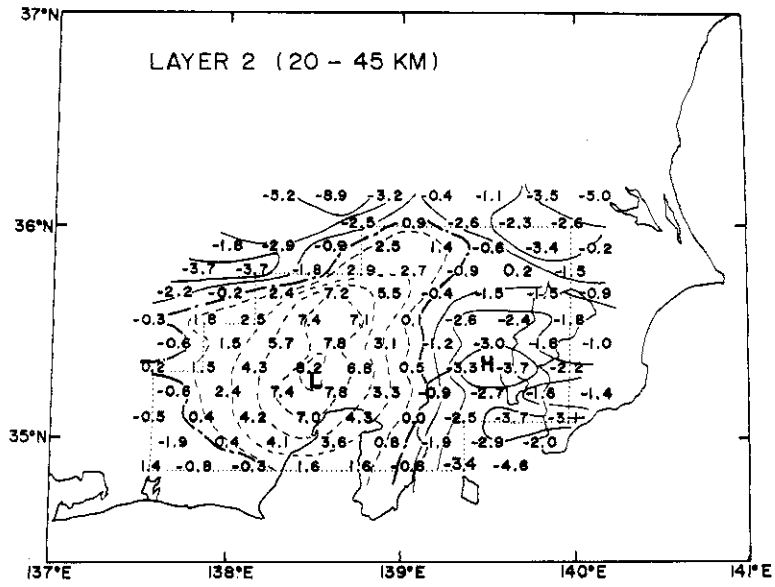 37°N
LAYER 2 (20 - 45 KM)
-5.2 -8.9 -3.2 -0.4 -1.1 -3.5 -5.0
36°N
-2.5 0.9 -2.6 -2.3 -2.6
-1.8 -2.9 -0.9 2.5 1.4 -0.6 -3.4 -0.2
-3.7 -3.7 -1.8 2.9 2.7 -0.9 0.2 -1.5
-2.2 -0.2 2.4 7.2 5.5 -0.4 -1.5 -1.5 -0.9
-0.3 1.8 2.5 7.4 7.1 0.1 -2.6 -2.4 -1.8
-0.6 1.5 5.7 7.8 3.1 -1.2 -3.0 -1.8 -1.0
H
0.2 1.5 4.3 8.2 6.8 0.5 -3.3 -3.7 -2.2
L
-0.6 2.4 7.4 7.8 3.3 -0.9 -2.7 -1.6 -1.4
-0.5 0.4 4.2 7.0 4.3 0.0 -2.5 -3.7 -3.1
35°N
-1.9 0.4 4.1 3.6 0.8 -1.9 -2.9 -2.0
1.4 -0.8 -0.3 1.6 1.6 -0.6 -3.4 -4.6
137°E 138°E 139°E 140°E 141°E